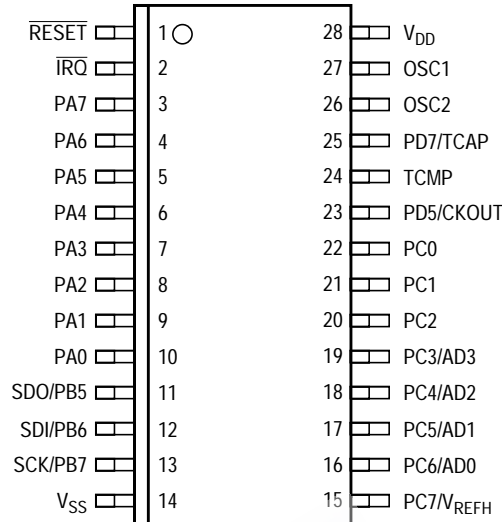 R̅E̅S̅E̅T̅ 1 28 VDD
I̅R̅Q̅ 2 27 OSC1
PA7 3 26 OSC2
PA6 4 25 PD7/TCAP
PA5 5 24 TCMP
PA4 6 23 PD5/CKOUT
PA3 7 22 PC0
PA2 8 21 PC1
PA1 9 20 PC2
PA0 10 19 PC3/AD3
SDO/PB5 11 18 PC4/AD2
SDI/PB6 12 17 PC5/AD1
SCK/PB7 13 16 PC6/AD0
VSS 14 15 PC7/VREFH